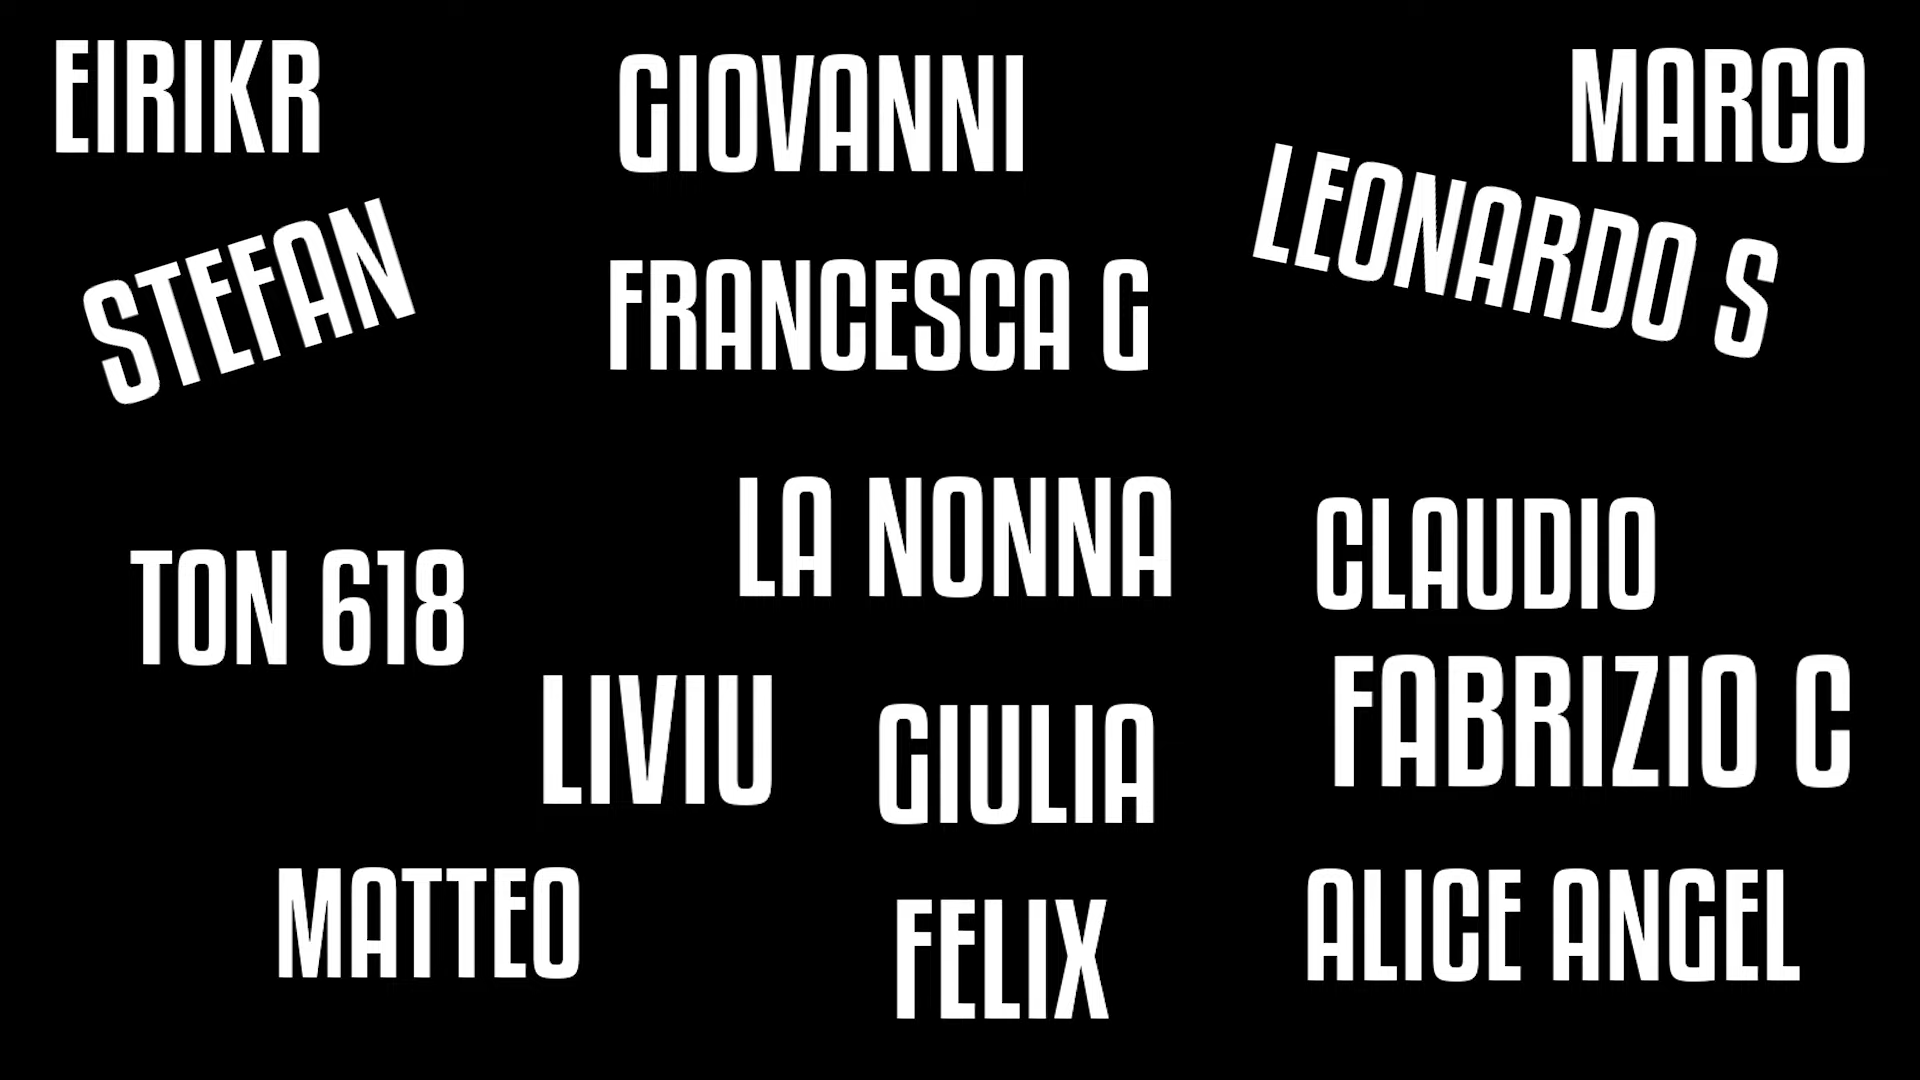 EIRIKR
GIOVANNI
MARCO
STEFAN
FRANCESCA G
LEONARDO S
LA NONNA
CLAUDIO
TON 618
LIVIU
GIULIA
FABRIZIO C
MATTEO
FELIX
ALICE ANGEL